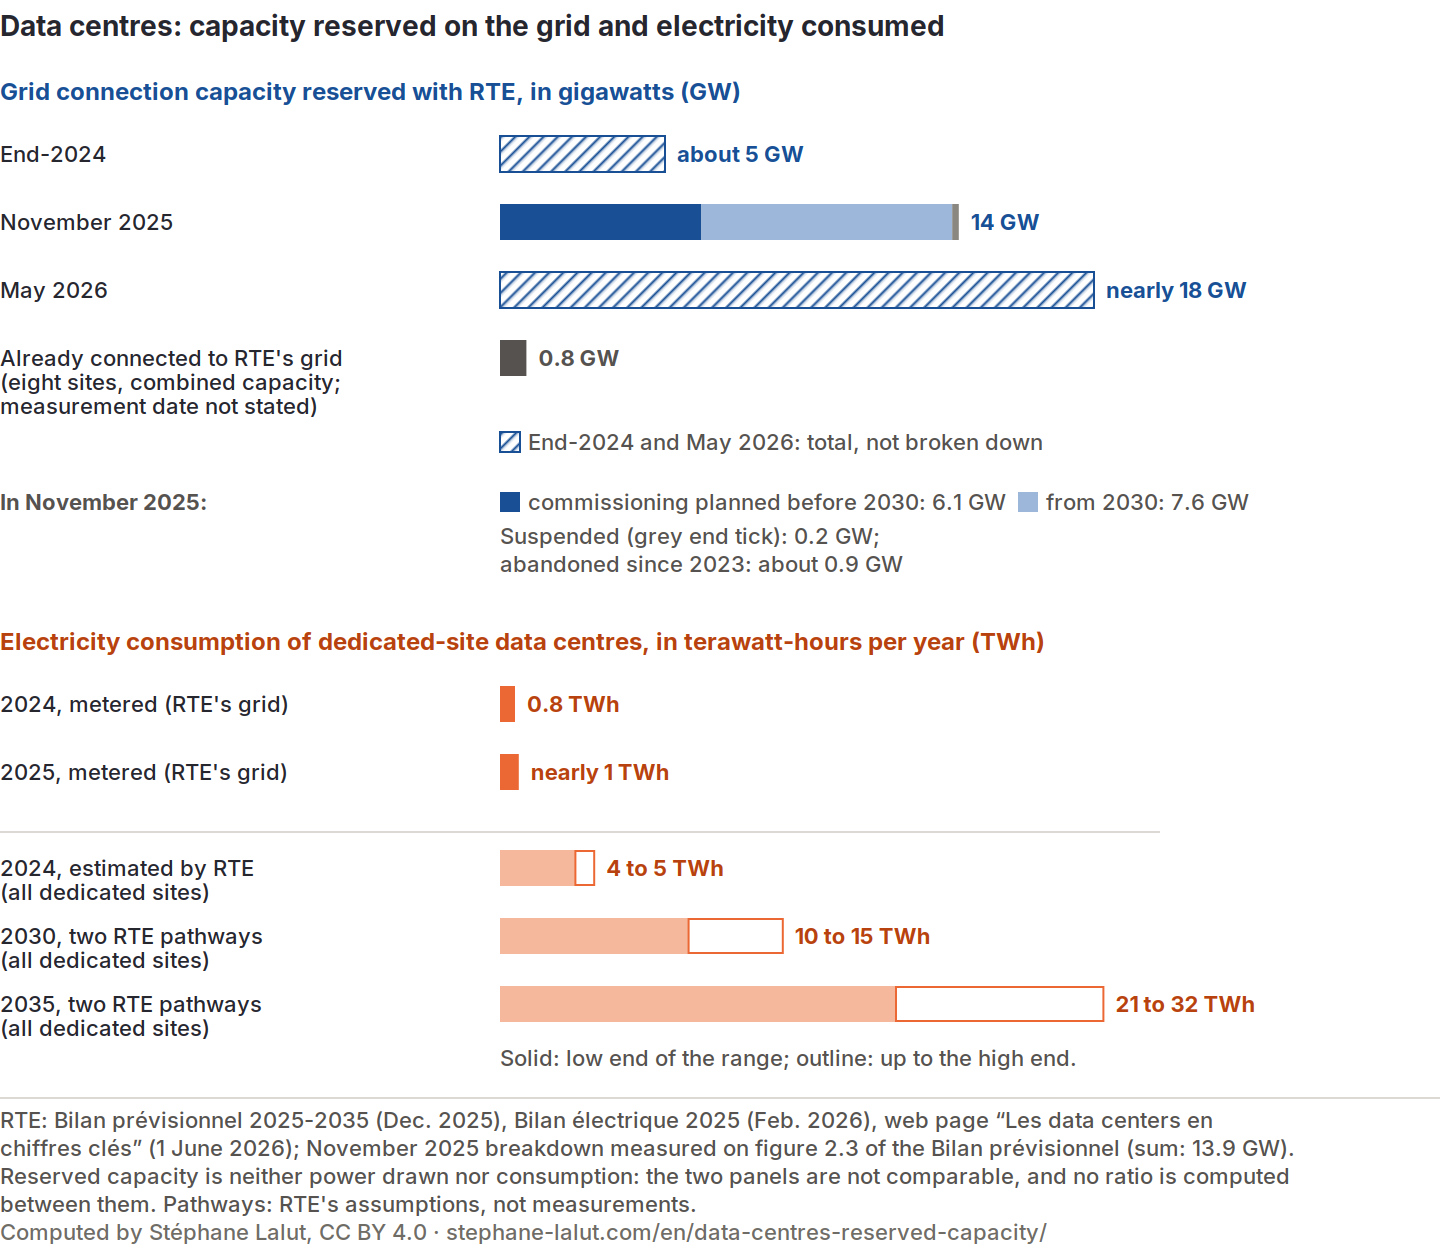 Data centres: capacity reserved on the grid and electricity consumed
Grid connection capacity reserved with RTE, in gigawatts (GW)
End-2024
about 5 GW
November 2025
14 GW
May 2026
nearly 18 GW
Already connected to RTE's grid
(eight sites, combined capacity;
measurement date not stated)
0.8 GW
End-2024 and May 2026: total, not broken down
In November 2025:
commissioning planned before 2030: 6.1 GW
from 2030: 7.6 GW
Suspended (grey end tick): 0.2 GW;
abandoned since 2023: about 0.9 GW
Electricity consumption of dedicated-site data centres, in terawatt-hours per year (TWh)
2024, metered (RTE's grid)
0.8 TWh
2025, metered (RTE's grid)
nearly 1 TWh
2024, estimated by RTE
(all dedicated sites)
4 to 5 TWh
2030, two RTE pathways
(all dedicated sites)
10 to 15 TWh
2035, two RTE pathways
(all dedicated sites)
21 to 32 TWh
Solid: low end of the range; outline: up to the high end.
RTE: Bilan prévisionnel 2025-2035 (Dec. 2025), Bilan électrique 2025 (Feb. 2026), web page “Les data centers en
chiffres clés” (1 June 2026); November 2025 breakdown measured on figure 2.3 of the Bilan prévisionnel (sum: 13.9 GW).
Reserved capacity is neither power drawn nor consumption: the two panels are not comparable, and no ratio is computed
between them. Pathways: RTE's assumptions, not measurements.
Computed by Stéphane Lalut, CC BY 4.0 · stephane-lalut.com/en/data-centres-reserved-capacity/